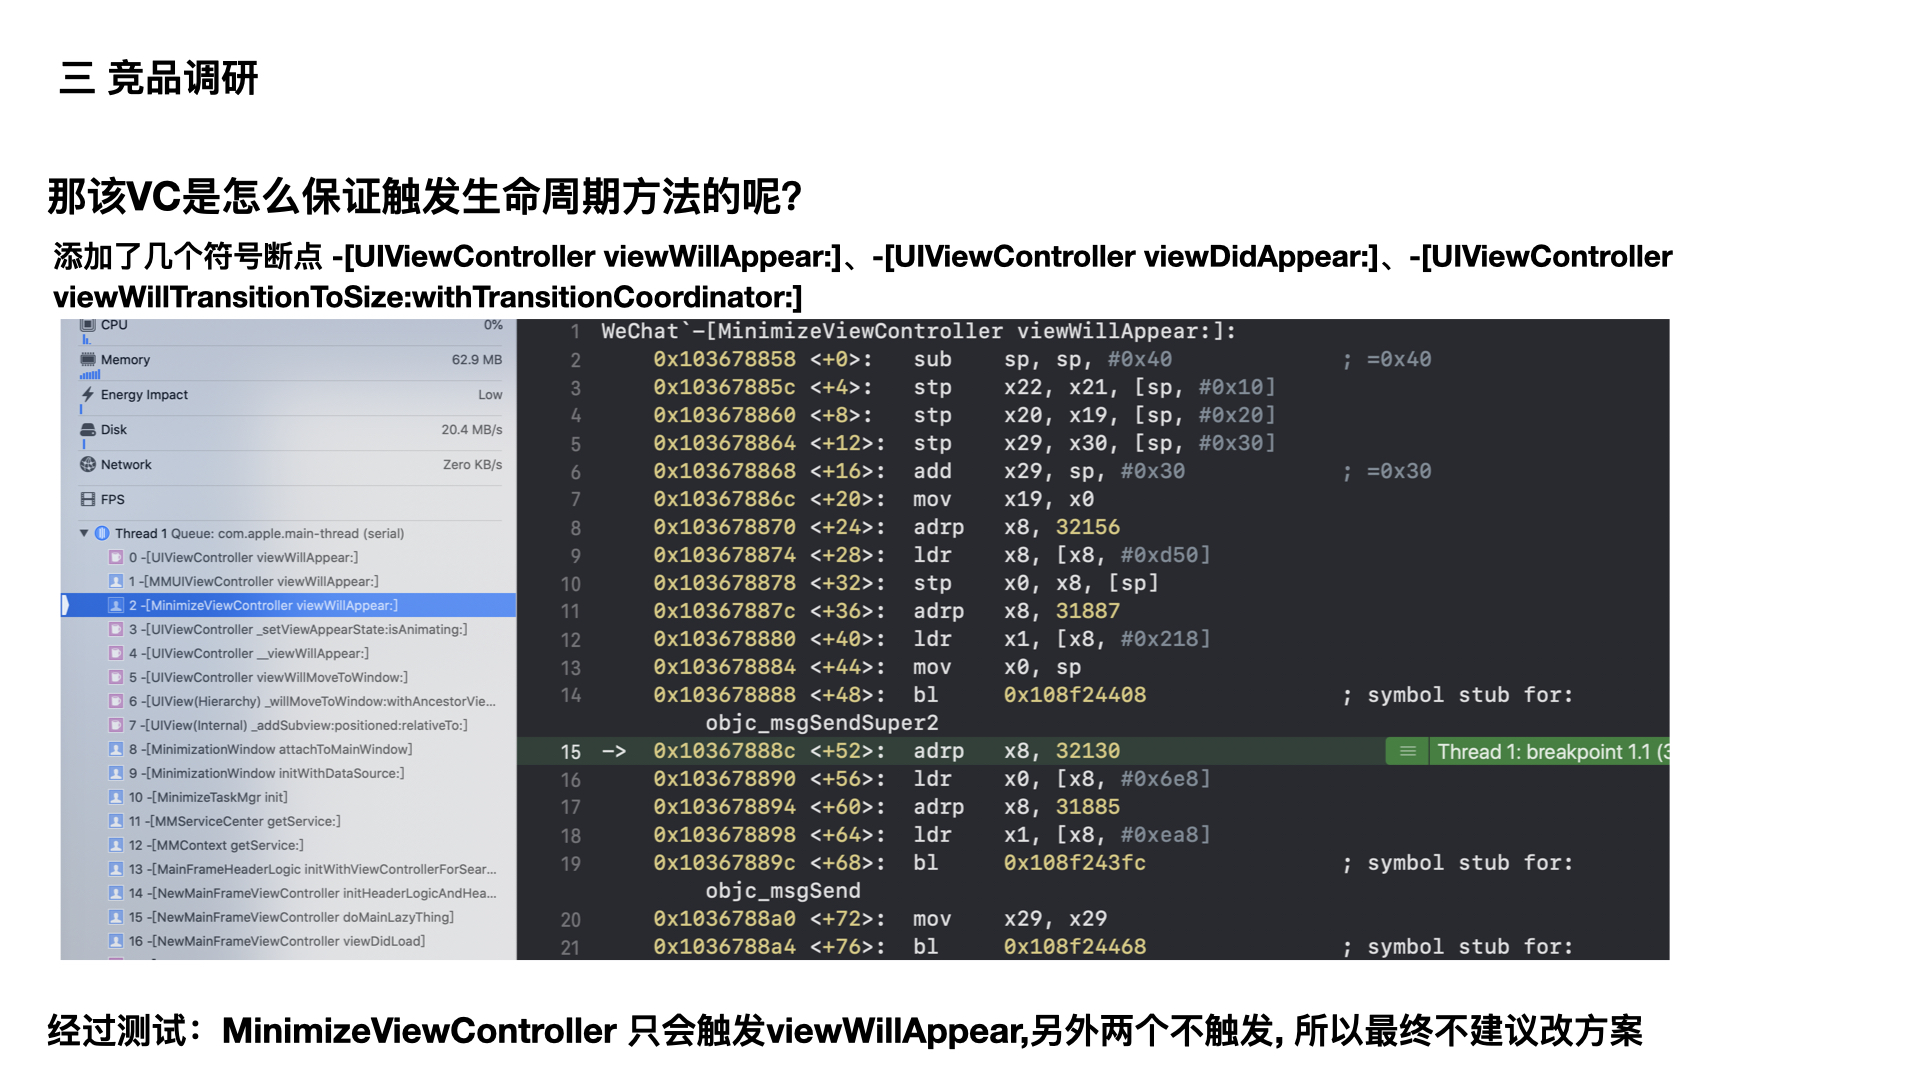 三 竞品调研
那该VC是怎么保证触发生命周期方法的呢?
添加了几个符号断点 -[UIViewController viewWillAppear:]、-[UIViewController viewDidAppear:]、-[UIViewController
viewWillTransitionToSize:withTransitionCoordinator:]
CPU 0%
Memory 62.9 MB
Energy Impact Low
Disk 20.4 MB/s
Network Zero KB/s
FPS
Thread 1 Queue: com.apple.main-thread (serial)
0 -[UIViewController viewWillAppear:]
1 -[MMUIViewController viewWillAppear:]
2 -[MinimizeViewController viewWillAppear:]
3 -[UIViewController _setViewAppearState:isAnimating:]
4 -[UIViewController __viewWillAppear:]
5 -[UIViewController viewWillMoveToWindow:]
6 -[UIView(Hierarchy) _willMoveToWindow:withAncestorVie...
7 -[UIView(Internal) _addSubview:positioned:relativeTo:]
8 -[MinimizationWindow attachToMainWindow]
9 -[MinimizationWindow initWithDataSource:]
10 -[MinimizeTaskMgr init]
11 -[MMServiceCenter getService:]
12 -[MMContext getService:]
13 -[MainFrameHeaderLogic initWithViewControllerForSear...
14 -[NewMainFrameViewController initHeaderLogicAndHea...
15 -[NewMainFrameViewController doMainLazyThing]
16 -[NewMainFrameViewController viewDidLoad]
1 WeChat`-[MinimizeViewController viewWillAppear:]:
2 0x103678858 <+0>: sub sp, sp, #0x40 ; =0x40
3 0x10367885c <+4>: stp x22, x21, [sp, #0x10]
4 0x103678860 <+8>: stp x20, x19, [sp, #0x20]
5 0x103678864 <+12>: stp x29, x30, [sp, #0x30]
6 0x103678868 <+16>: add x29, sp, #0x30 ; =0x30
7 0x10367886c <+20>: mov x19, x0
8 0x103678870 <+24>: adrp x8, 32156
9 0x103678874 <+28>: ldr x8, [x8, #0xd50]
10 0x103678878 <+32>: stp x0, x8, [sp]
11 0x10367887c <+36>: adrp x8, 31887
12 0x103678880 <+40>: ldr x1, [x8, #0x218]
13 0x103678884 <+44>: mov x0, sp
14 0x103678888 <+48>: bl 0x108f24408 ; symbol stub for:
objc_msgSendSuper2
15 -> 0x10367888c <+52>: adrp x8, 32130 Thread 1: breakpoint 1.1 (3
16 0x103678890 <+56>: ldr x0, [x8, #0x6e8]
17 0x103678894 <+60>: adrp x8, 31885
18 0x103678898 <+64>: ldr x1, [x8, #0xea8]
19 0x10367889c <+68>: bl 0x108f243fc ; symbol stub for:
objc_msgSend
20 0x1036788a0 <+72>: mov x29, x29
21 0x1036788a4 <+76>: bl 0x108f24468 ; symbol stub for:
经过测试：MinimizeViewController 只会触发viewWillAppear,另外两个不触发, 所以最终不建议改方案